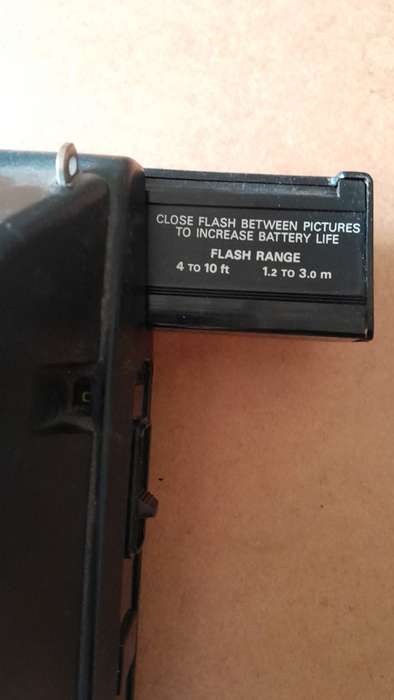 CLOSE FLASH BETWEEN PICTURES
TO INCREASE BATTERY LIFE
FLASH RANGE
4 TO 10 ft 1.2 TO 3.0 m